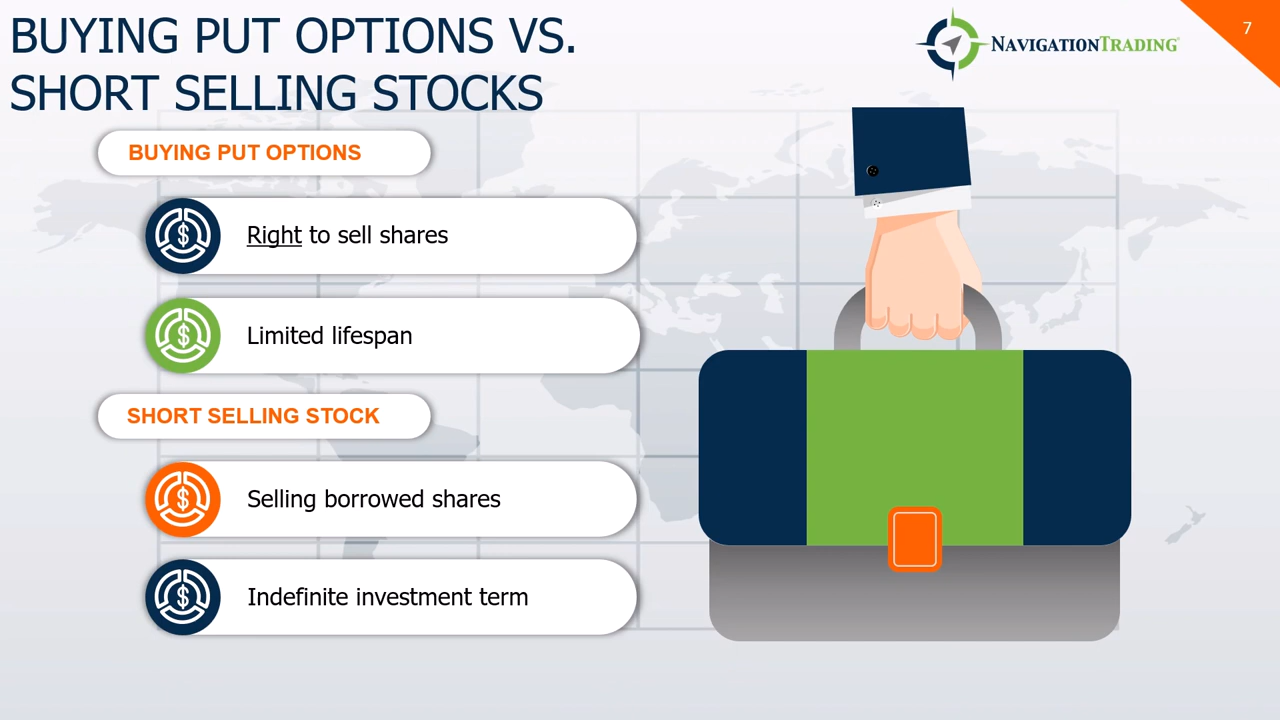 BUYING PUT OPTIONS VS.
SHORT SELLING STOCKS
7
NAVIGATIONTRADING®
BUYING PUT OPTIONS
$ Right to sell shares
$ Limited lifespan
SHORT SELLING STOCK
$ Selling borrowed shares
$ Indefinite investment term